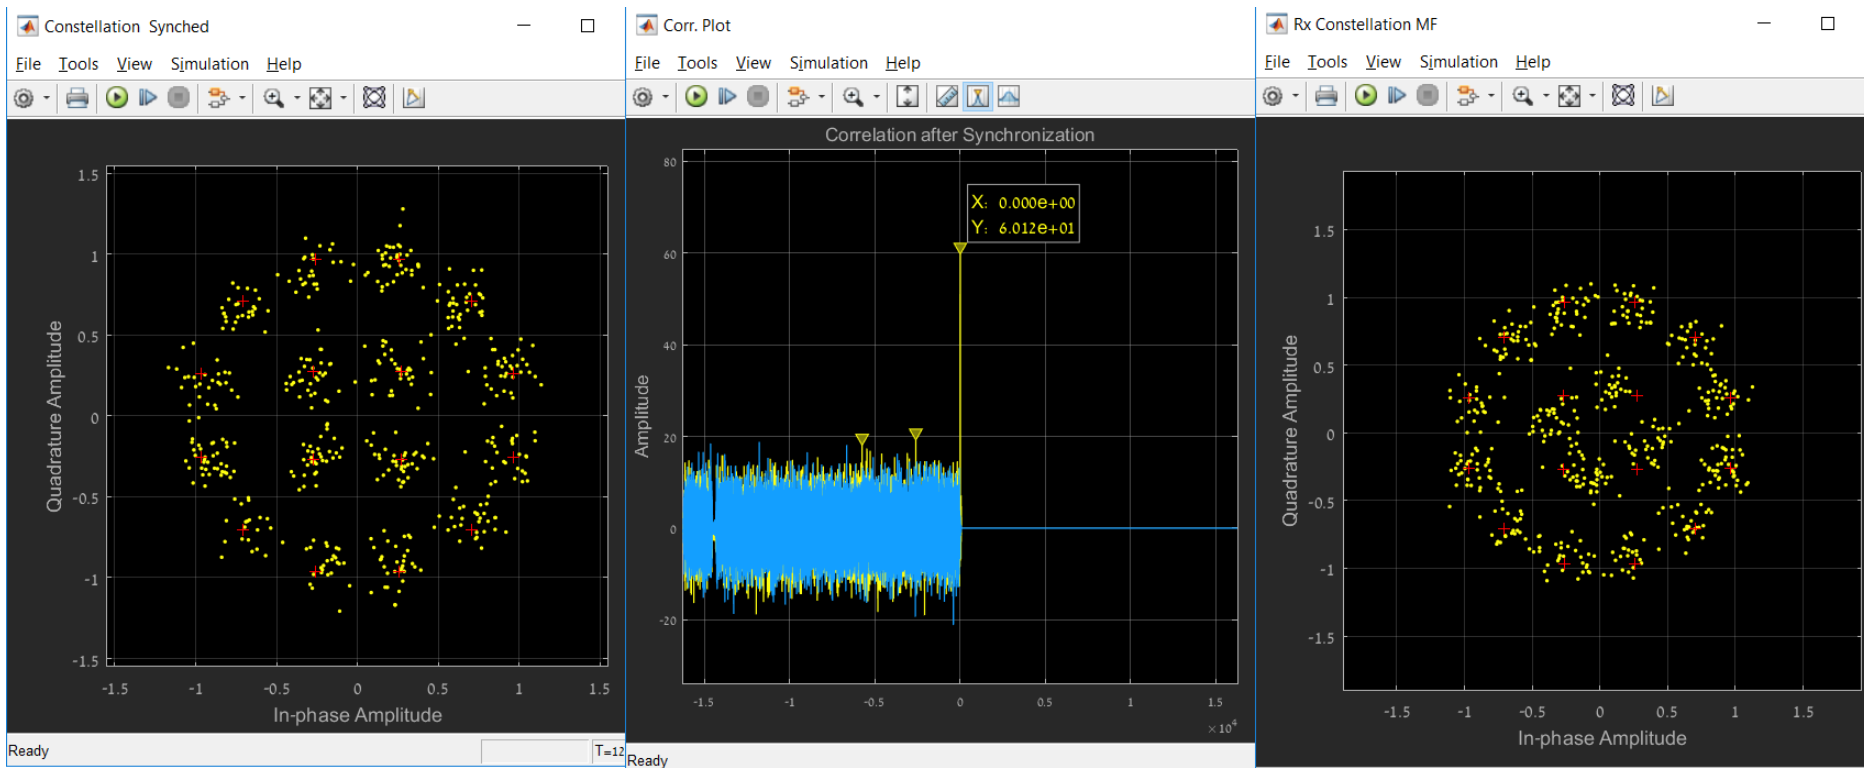 Constellation  Synched
File Tools View Simulation Help
1.5
1
0.5
0
-0.5
-1
-1.5
Quadrature Amplitude
-1.5 -1 -0.5 0 0.5 1 1.5
In-phase Amplitude
Ready
T=12
Corr. Plot
File Tools View Simulation Help
Correlation after Synchronization
80
60
40
20
0
-20
Amplitude
X: 0.000e+00
Y: 6.012e+01
-1.5 -1 -0.5 0 0.5 1 1.5
×10⁴
Ready
Rx Constellation MF
File Tools View Simulation Help
1.5
1
0.5
0
-0.5
-1
-1.5
Quadrature Amplitude
-1.5 -1 -0.5 0 0.5 1 1.5
In-phase Amplitude